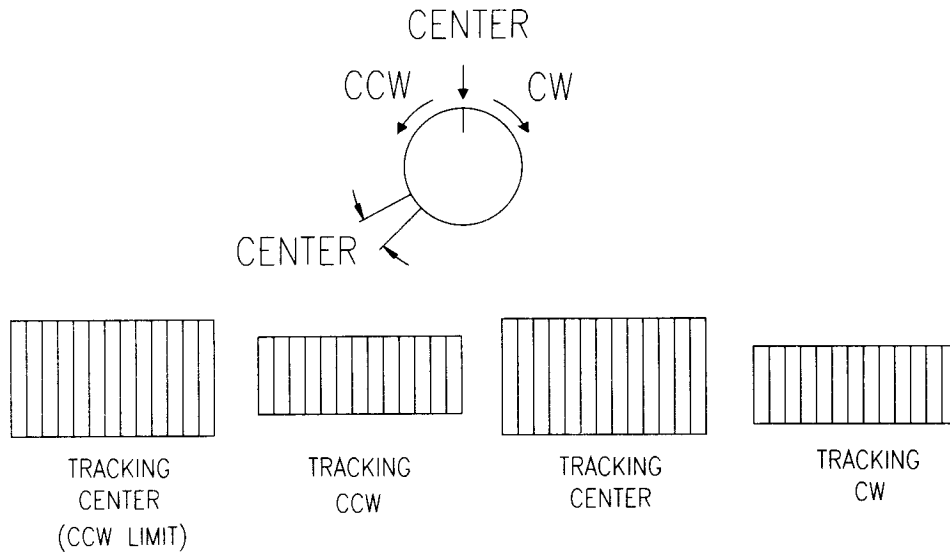 CENTER
CCW
CW
CENTER
TRACKING
CENTER
(CCW LIMIT)
TRACKING
CCW
TRACKING
CENTER
TRACKING
CW